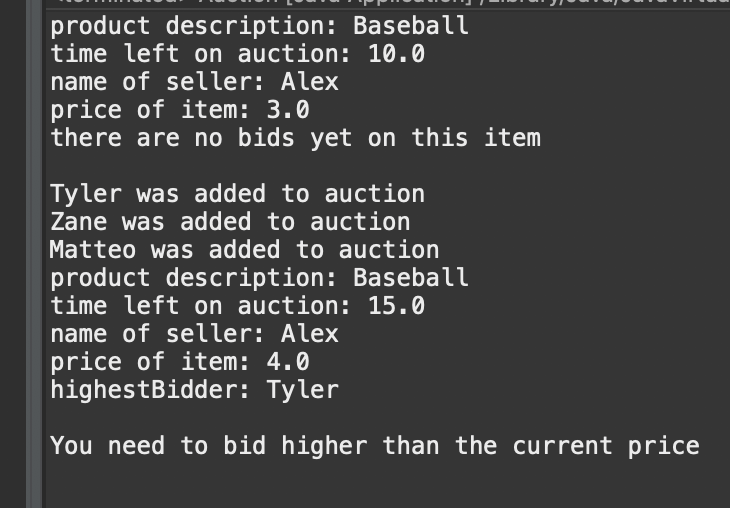 product description: Baseball
time left on auction: 10.0
name of seller: Alex
price of item: 3.0
there are no bids yet on this item
Tyler was added to auction
Zane was added to auction
Matteo was added to auction
product description: Baseball
time left on auction: 15.0
name of seller: Alex
price of item: 4.0
highestBidder: Tyler
You need to bid higher than the current price